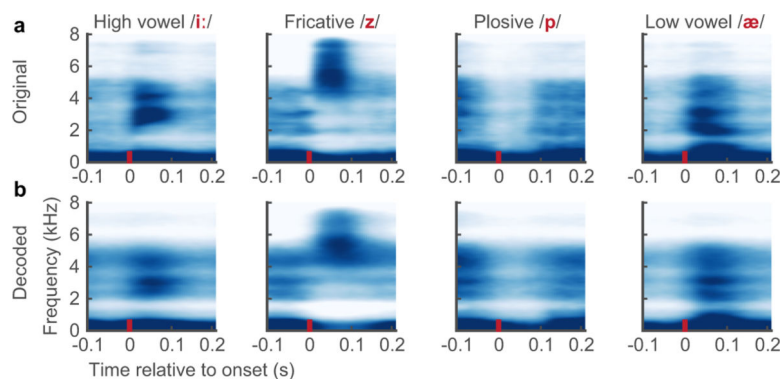 a
High vowel /i:/
Fricative /z/
Plosive /p/
Low vowel /æ/
Original
8
6
4
2
0
-0.1 0 0.1 0.2
-0.1 0 0.1 0.2
-0.1 0 0.1 0.2
-0.1 0 0.1 0.2
b
Decoded
Frequency (kHz)
8
6
4
2
0
-0.1 0 0.1 0.2
-0.1 0 0.1 0.2
-0.1 0 0.1 0.2
-0.1 0 0.1 0.2
Time relative to onset (s)